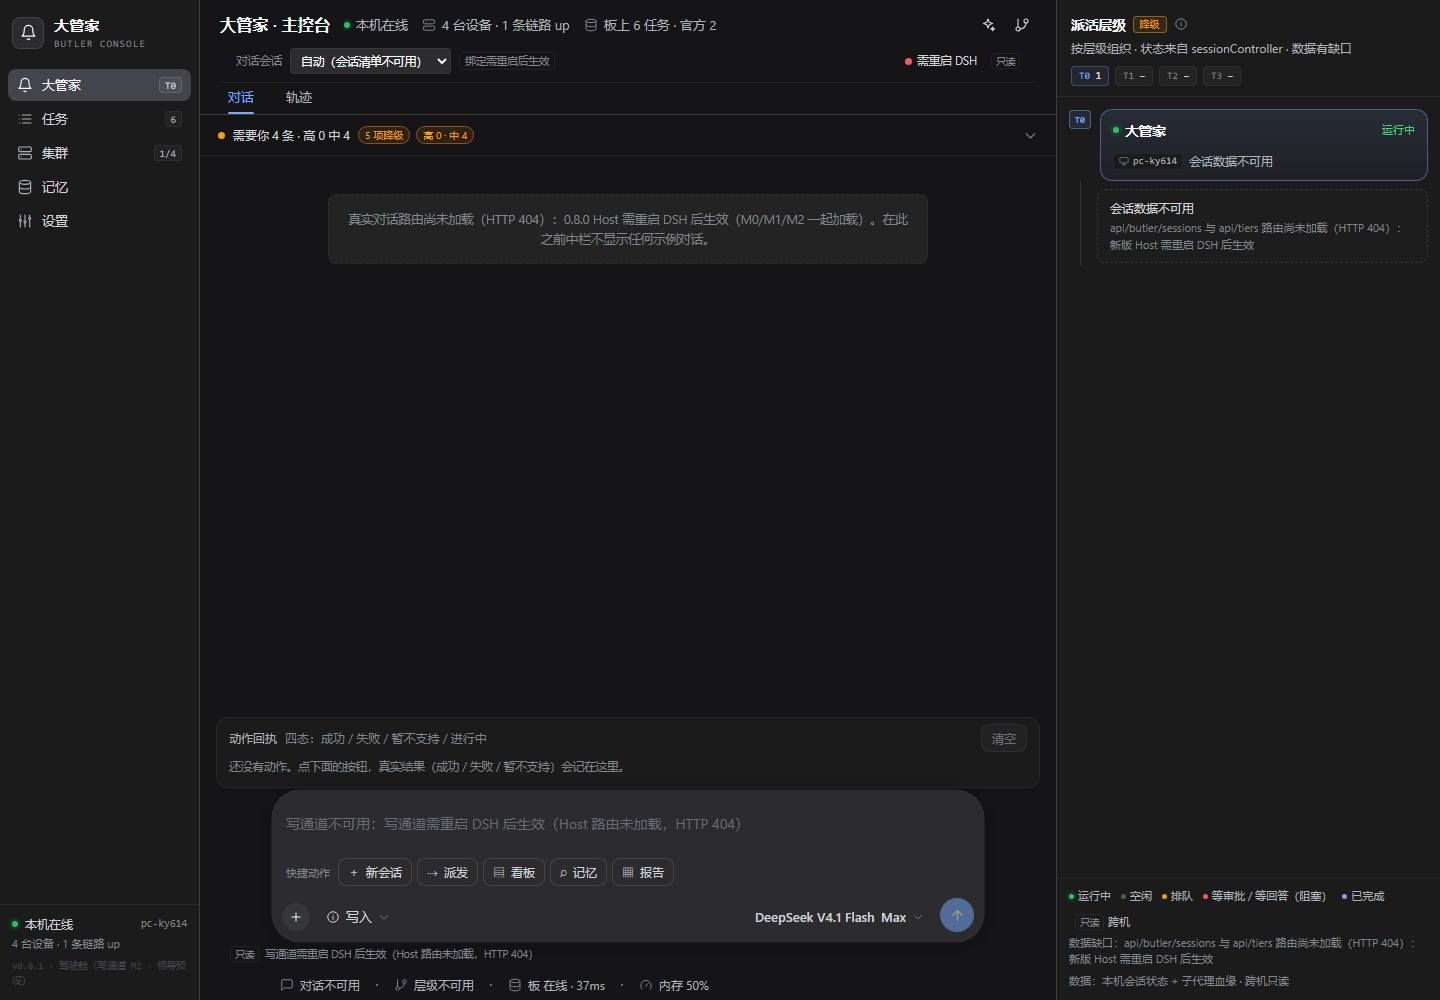 大管家
BUTLER CONSOLE
大管家 T0
任务 6
集群 1/4
记忆
设置
本机在线 pc-ky614
4 台设备 · 1 条链路 up
v0.8.1 · 驾驶舱（写通道 M2 · 领导预设）
大管家 · 主控台 本机在线 4 台设备 · 1 条链路 up 板上 6 任务 · 官方 2
对话会话 自动（会话清单不可用） 绑定需重启后生效 需重启 DSH 只读
对话 轨迹
需要你 4 条 · 高 0 中 4 5 项降级 高 0 · 中 4
真实对话路由尚未加载（HTTP 404）：0.8.0 Host 需重启 DSH 后生效（M0/M1/M2 一起加载）。在此
之前中栏不显示任何示例对话。
动作回执 四态：成功 / 失败 / 暂不支持 / 进行中 清空
还没有动作。点下面的按钮，真实结果（成功 / 失败 / 暂不支持）会记在这里。
写通道不可用：写通道需重启 DSH 后生效（Host 路由未加载，HTTP 404）
快捷动作 + 新会话 派发 看板 记忆 报告
+ 写入 DeepSeek V4.1 Flash Max
只读 写通道需重启 DSH 后生效（Host 路由未加载，HTTP 404）
对话不可用 · 层级不可用 · 板 在线 · 37ms · 内存 50%
派活层级 降级
按层级组织 · 状态来自 sessionController · 数据有缺口
T0 1 T1 – T2 – T3 –
T0 大管家 运行中
pc-ky614 会话数据不可用
会话数据不可用
api/butler/sessions 与 api/tiers 路由尚未加载（HTTP 404）：
新版 Host 需重启 DSH 后生效
运行中 空闲 排队 等审批 / 等回答（阻塞） 已完成
只读 跨机
数据缺口：api/butler/sessions 与 api/tiers 路由尚未加载（HTTP 404）：
新版 Host 需重启 DSH 后生效
数据：本机会话状态 + 子代理血缘 · 跨机只读